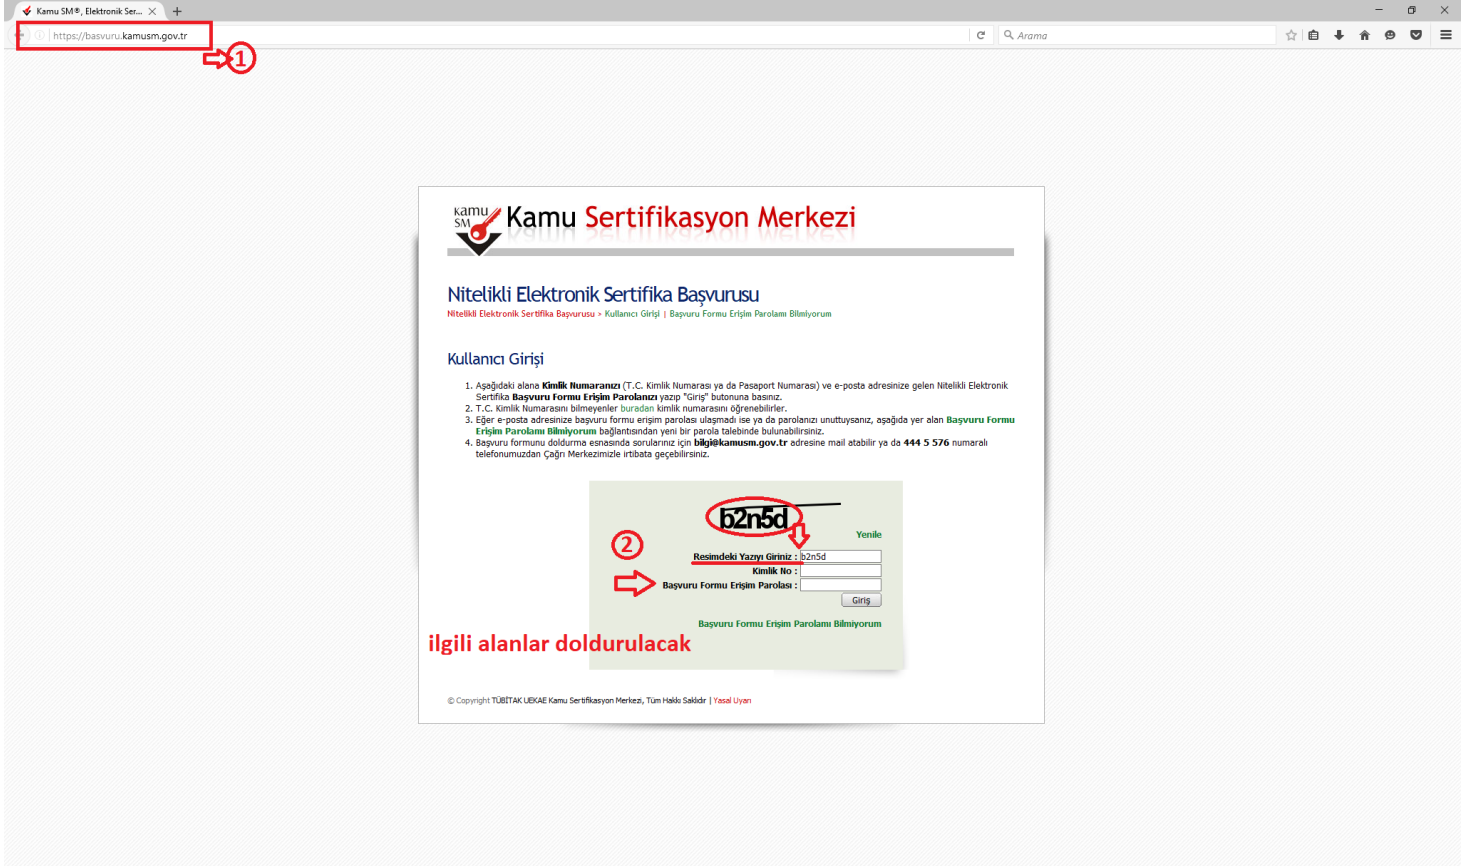 Kamu SM®, Elektronik Ser...
https://basvuru.kamusm.gov.tr
Arama
1
kamu
SM
Kamu Sertifikasyon Merkezi
Nitelikli Elektronik Sertifika Başvurusu
Nitelikli Elektronik Sertifika Başvurusu > Kullanıcı Girişi | Başvuru Formu Erişim Parolamı Bilmiyorum
Kullanıcı Girişi
1. Aşağıdaki alana Kimlik Numaranızı (T.C. Kimlik Numarası ya da Pasaport Numarası) ve e-posta adresinize gelen Nitelikli Elektronik
Sertifika Başvuru Formu Erişim Parolanızı yazıp "Giriş" butonuna basınız.
2. T.C. Kimlik Numarasını bilmeyenler buradan kimlik numarasını öğrenebilirler.
3. Eğer e-posta adresinize başvuru formu erişim parolası ulaşmadı ise ya da parolanızı unuttuysanız, aşağıda yer alan Başvuru Formu
Erişim Parolamı Bilmiyorum bağlantısından yeni bir parola talebinde bulunabilirsiniz.
4. Başvuru formunu doldurma esnasında sorularınız için bilgi@kamusm.gov.tr adresine mail atabilir ya da 444 5 576 numaralı
telefonumuzdan Çağrı Merkezimizle irtibata geçebilirsiniz.
b2n5d
Yenile
2
Resimdeki Yazıyı Giriniz : b2n5d
Kimlik No :
Başvuru Formu Erişim Parolası :
Giriş
Başvuru Formu Erişim Parolamı Bilmiyorum
ilgili alanlar doldurulacak
© Copyright TÜBİTAK UEKAE Kamu Sertifikasyon Merkezi, Tüm Hakkı Saklıdır | Yasal Uyarı